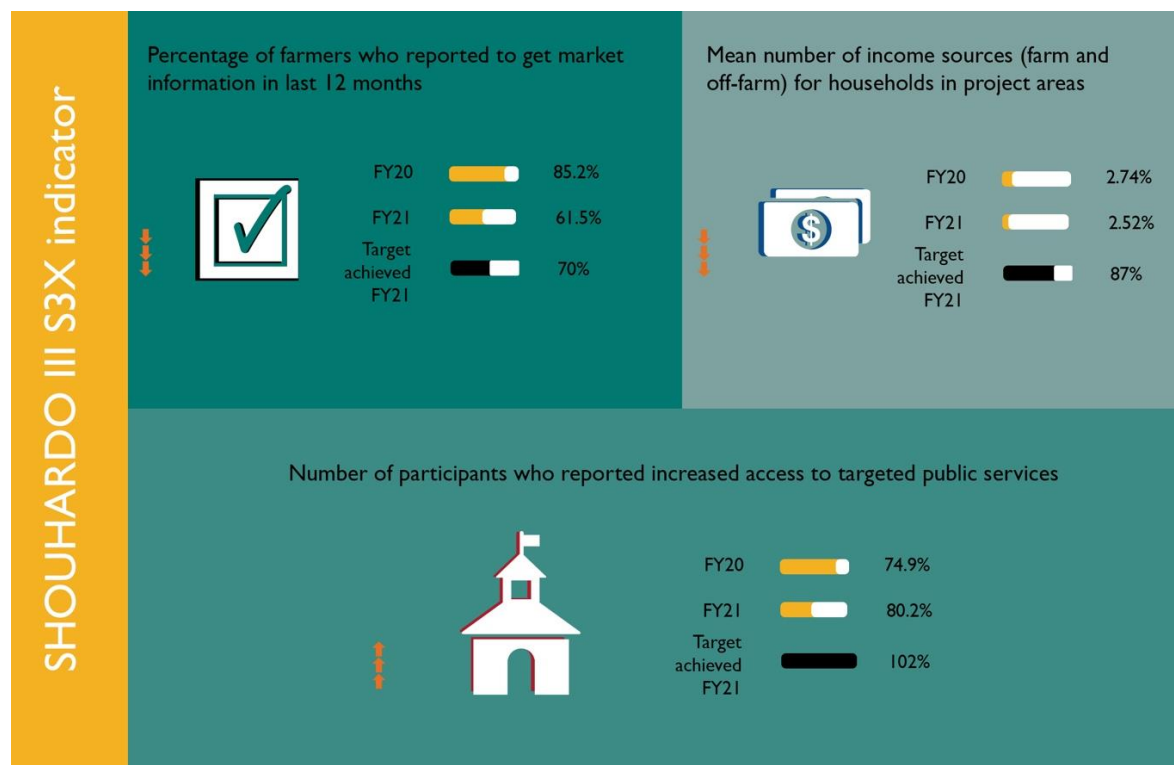 SHOUHARDO III S3X indicator
Percentage of farmers who reported to get market
information in last 12 months
FY20 85.2%
FY21 61.5%
Target
achieved 70%
FY21
Mean number of income sources (farm and
off-farm) for households in project areas
$
FY20 2.74%
FY21 2.52%
Target
achieved 87%
FY21
Number of participants who reported increased access to targeted public services
FY20 74.9%
FY21 80.2%
Target
achieved 102%
FY21